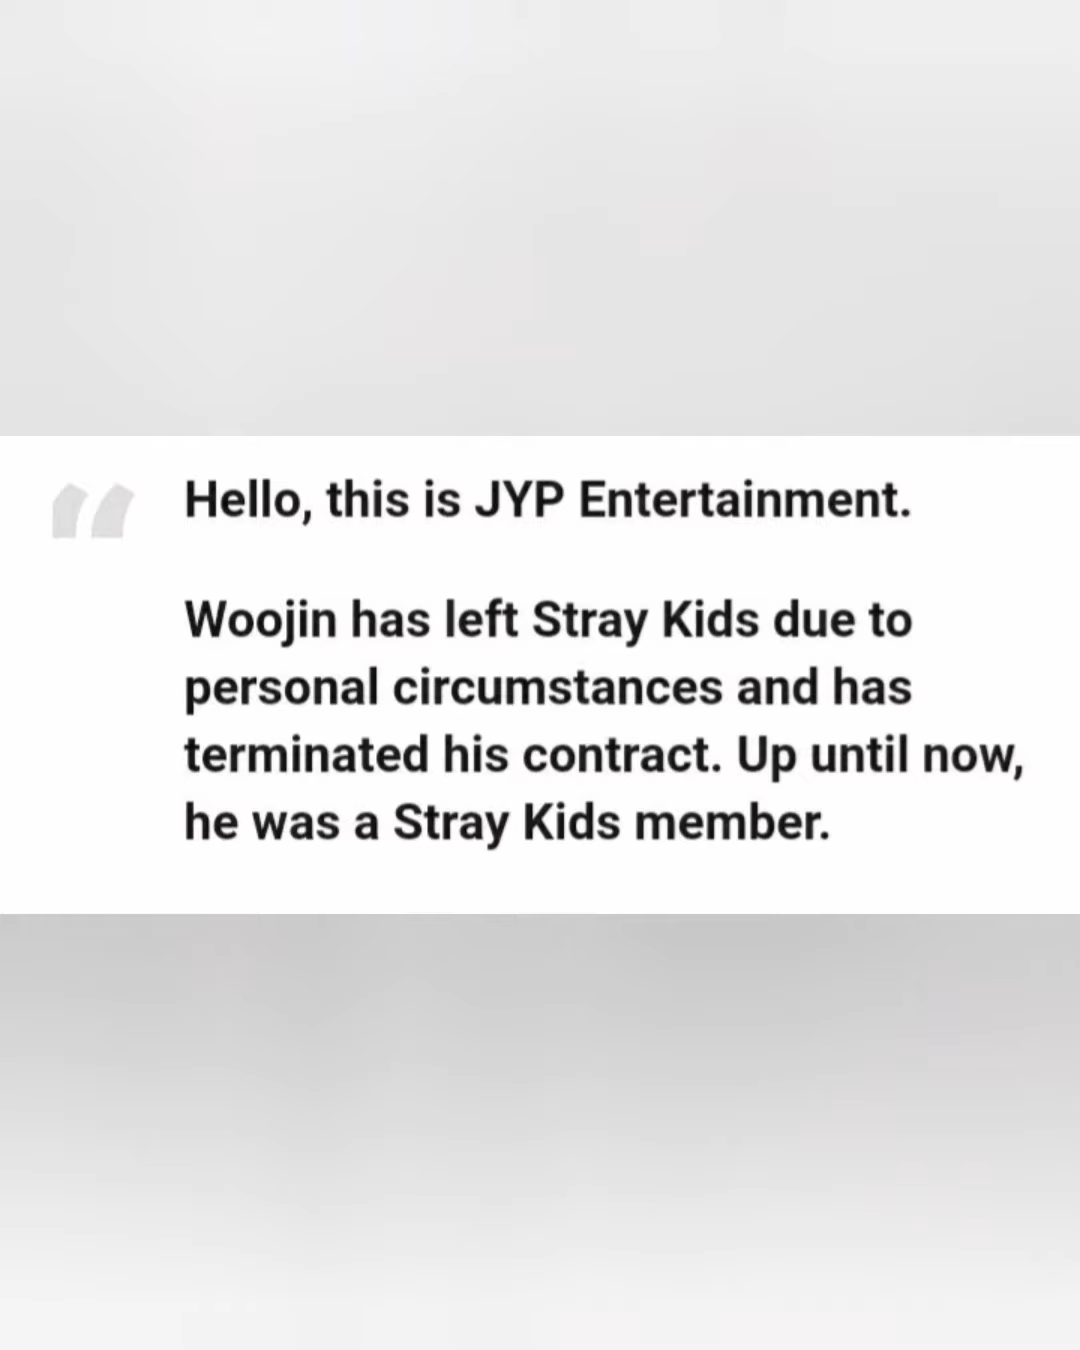 “
Hello, this is JYP Entertainment.
Woojin has left Stray Kids due to
personal circumstances and has
terminated his contract. Up until now,
he was a Stray Kids member.